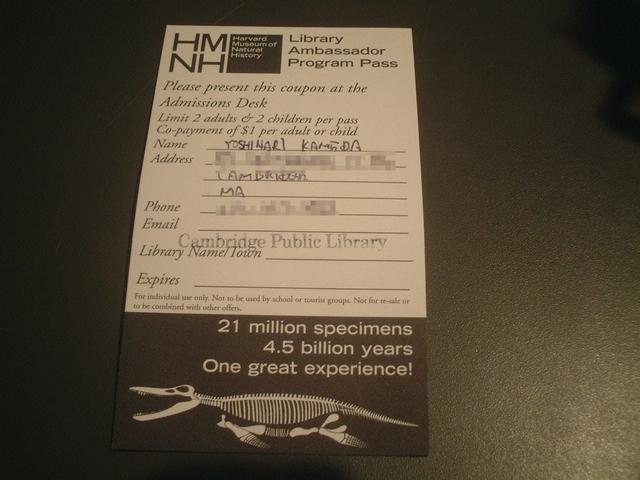 HM
NH
Harvard
Museum of
Natural
History
Library
Ambassador
Program Pass
Please present this coupon at the
Admissions Desk
Limit 2 adults & 2 children per pass
Co-payment of $1 per adult or child
Name YOSHINARI KAMEDA
Address
CAMBRIDGE
MA
Phone
Email
Cambridge Public Library
Library Name/Town
Expires
For individual use only. Not to be used by school or tourist groups. Not for re-sale or
to be combined with other offers.
21 million specimens
4.5 billion years
One great experience!